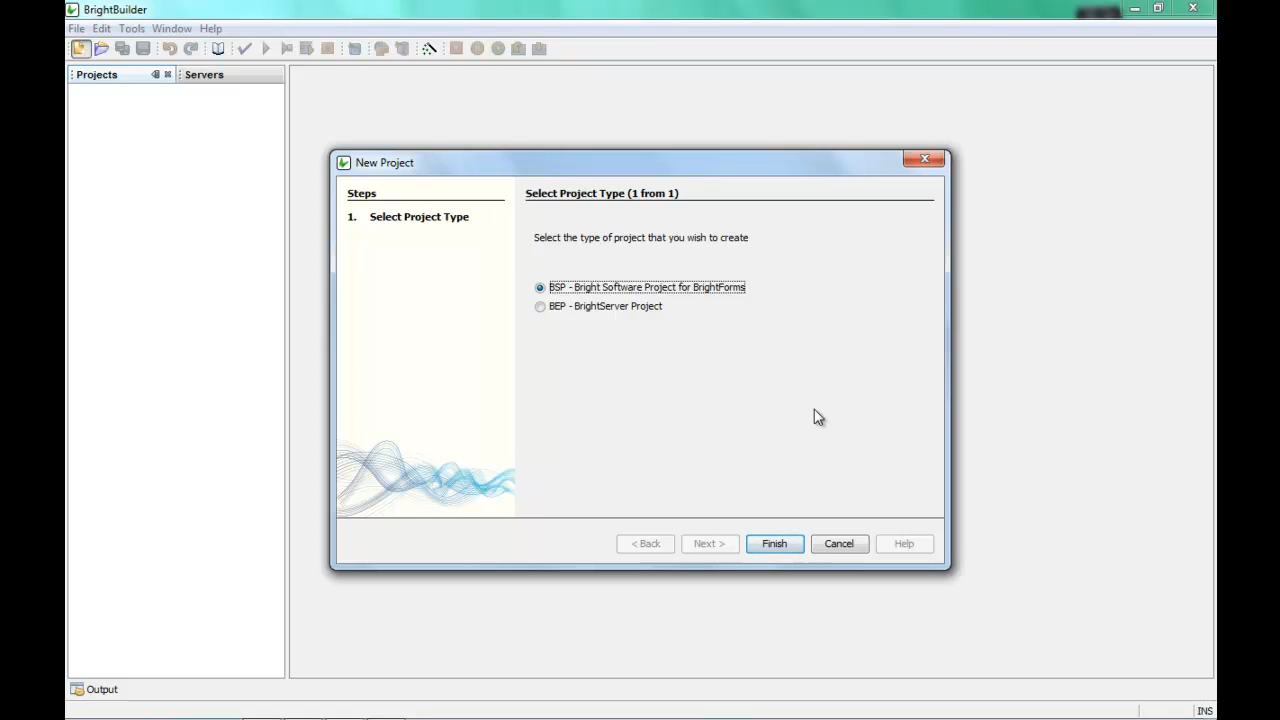 BrightBuilder
File Edit Tools Window Help
Projects
Servers
New Project
Steps
1. Select Project Type
Select Project Type (1 from 1)
Select the type of project that you wish to create
BSP - Bright Software Project for BrightForms
BEP - BrightServer Project
< Back
Next >
Finish
Cancel
Help
Output
INS